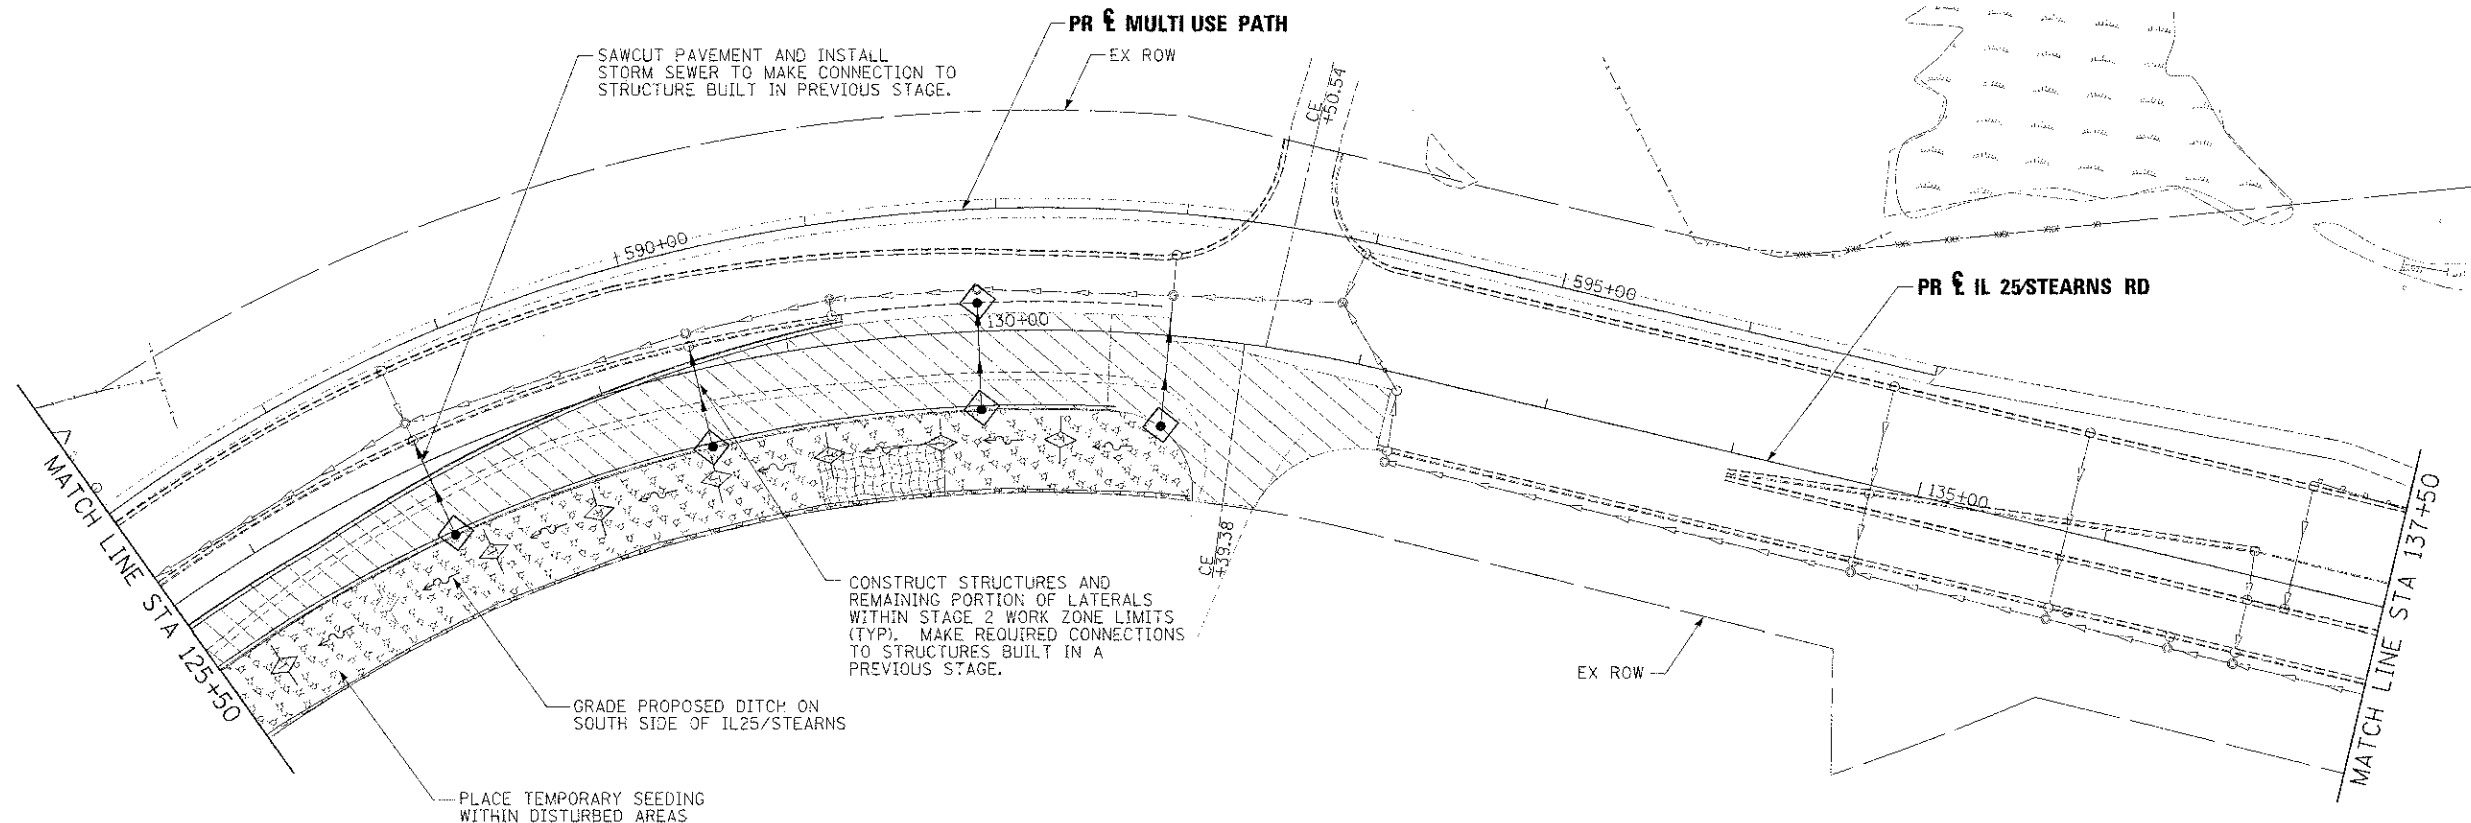 PR ℄ MULTI USE PATH
EX ROW
SAWCUT PAVEMENT AND INSTALL
STORM SEWER TO MAKE CONNECTION TO
STRUCTURE BUILT IN PREVIOUS STAGE.
CE
+50.54
590+00
595+00
PR ℄ IL 25/STEARNS RD
130+00
135+00
MATCH LINE STA 125+50
MATCH LINE STA 137+50
CE
+39.38
CONSTRUCT STRUCTURES AND
REMAINING PORTION OF LATERALS
WITHIN STAGE 2 WORK ZONE LIMITS
(TYP). MAKE REQUIRED CONNECTIONS
TO STRUCTURES BUILT IN A
PREVIOUS STAGE.
EX ROW
GRADE PROPOSED DITCH ON
SOUTH SIDE OF IL25/STEARNS
PLACE TEMPORARY SEEDING
WITHIN DISTURBED AREAS